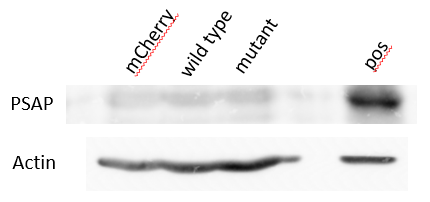 mCherry
wild type
mutant
pos
PSAP
Actin